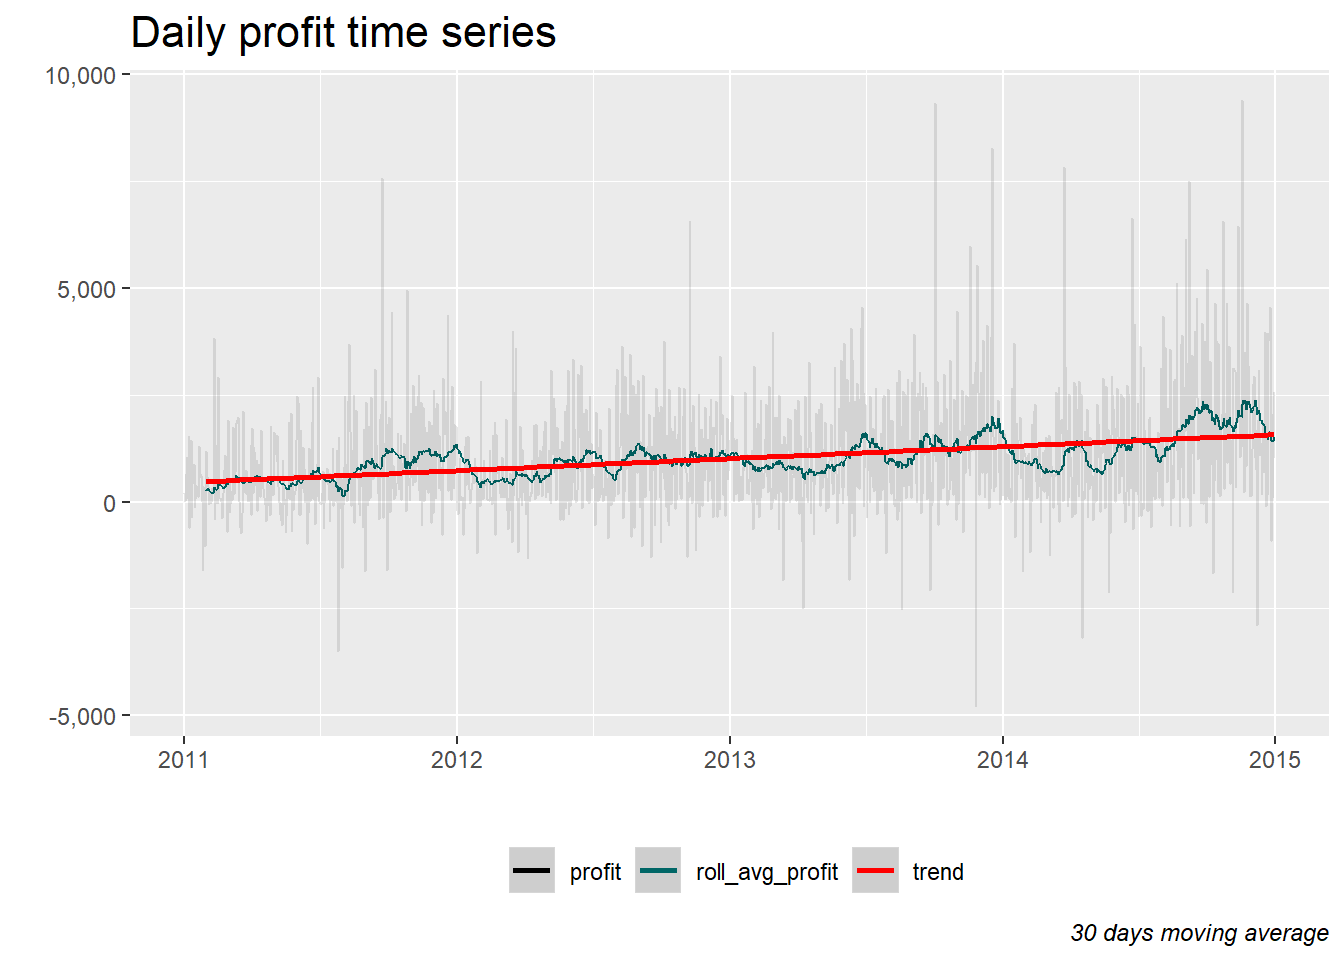 Daily profit time series
10,000
5,000
0
-5,000
2011 2012 2013 2014 2015
profit roll_avg_profit trend
30 days moving average